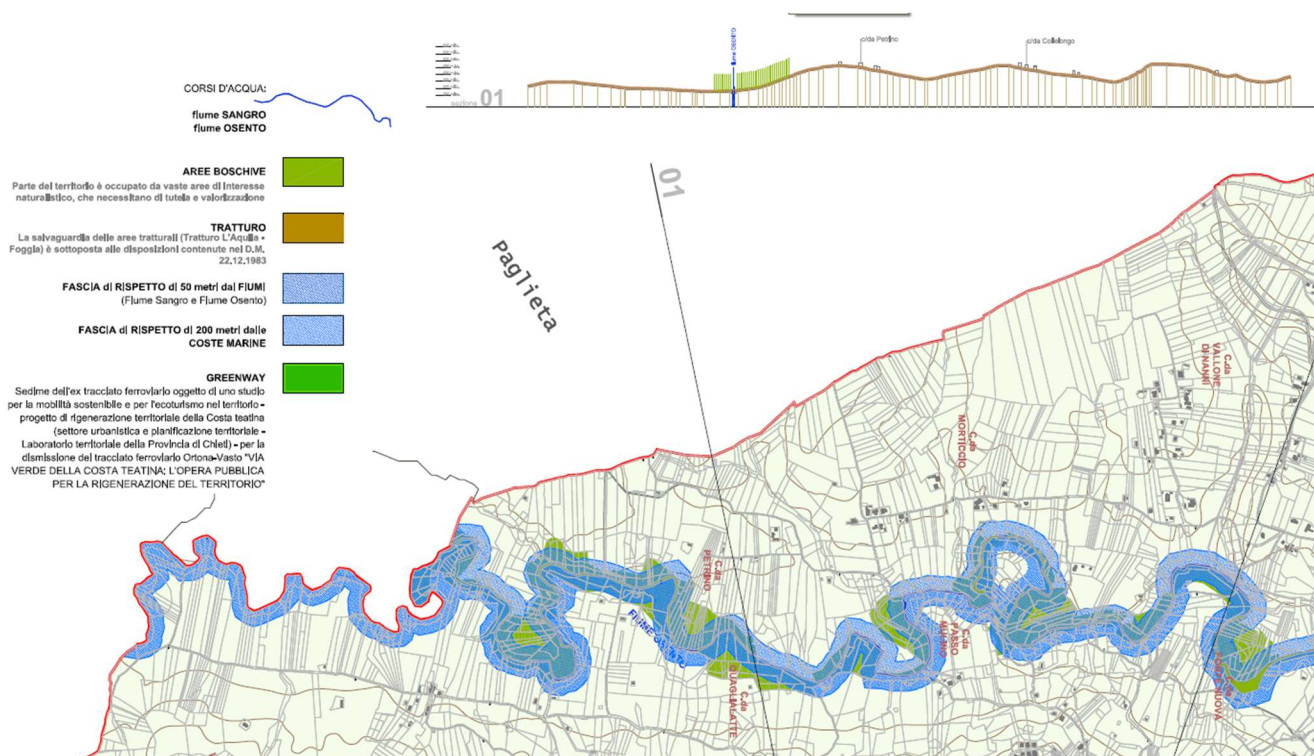 CORSI D'ACQUA:
fiume SANGRO
fiume OSENTO
AREE BOSCHIVE
Parte del territorio è occupato da vaste aree di interesse
naturalistico, che necessitano di tutela e valorizzazione
TRATTURO
La salvaguardia delle aree tratturali (Tratturo L'Aquila -
Foggia) è sottoposta alle disposizioni contenute nel D.M.
22.12.1983
FASCIA di RISPETTO di 50 metri dai FIUMI
(Fiume Sangro e Fiume Osento)
FASCIA di RISPETTO di 200 metri dalle
COSTE MARINE
GREENWAY
Sedime dell'ex tracciato ferroviario oggetto di uno studio
per la mobilità sostenibile e per l'ecoturismo nel territorio -
progetto di rigenerazione territoriale della Costa teatina
(settore urbanistica e pianificazione territoriale -
Laboratorio territoriale della Provincia di Chieti) - per la
dismissione del tracciato ferroviario Ortona-Vasto "VIA
VERDE DELLA COSTA TEATINA: L'OPERA PUBBLICA
PER LA RIGENERAZIONE DEL TERRITORIO"
sezione 01
fiume OSENTO
c/da Petrino
c/da Collelongo
01
Paglieta
C.da
VALLONE
DI NANNI
C.da
MORTICCIO
C.da
PETRINO
FIUME
C.da
PASSO
MULINO
C.da
QUAGLIALATTE